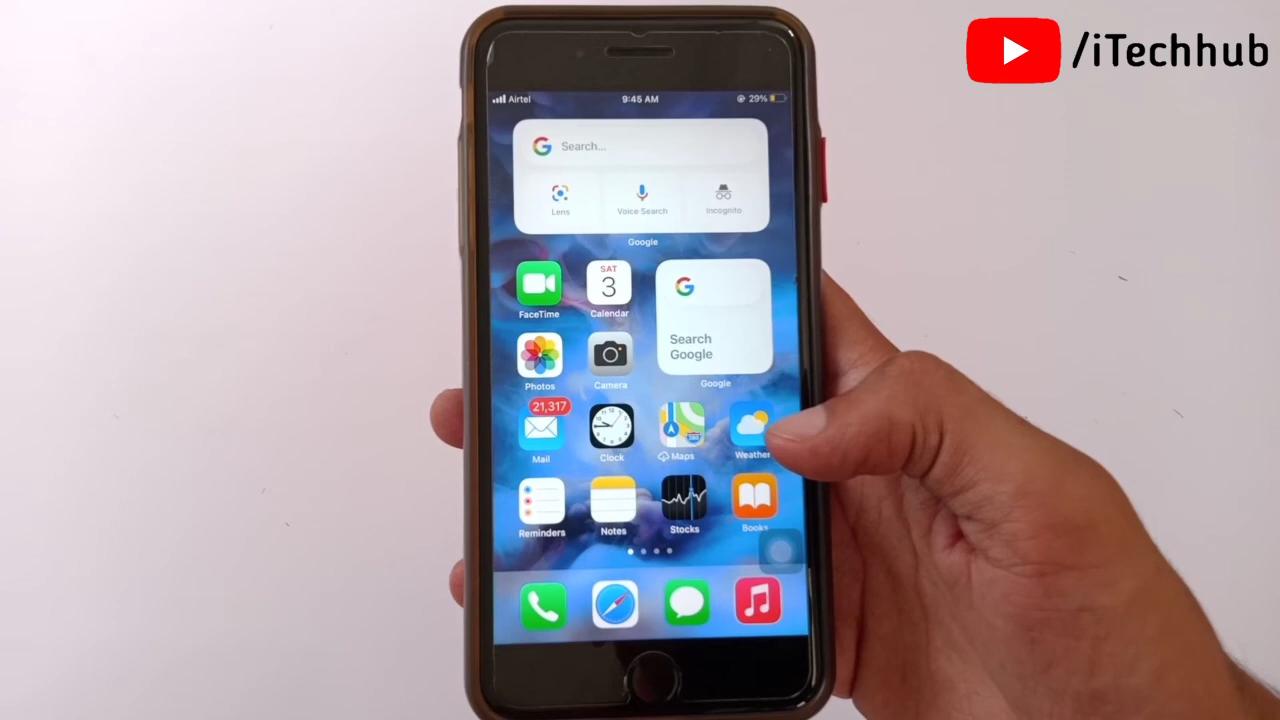 /iTechhub
Airtel
9:45 AM
29%
Search...
Lens
Voice Search
Incognito
Google
FaceTime
SAT
3
Calendar
Search
Google
Google
Photos
Camera
21,317
Mail
Clock
Maps
Weather
Reminders
Notes
Stocks
Books